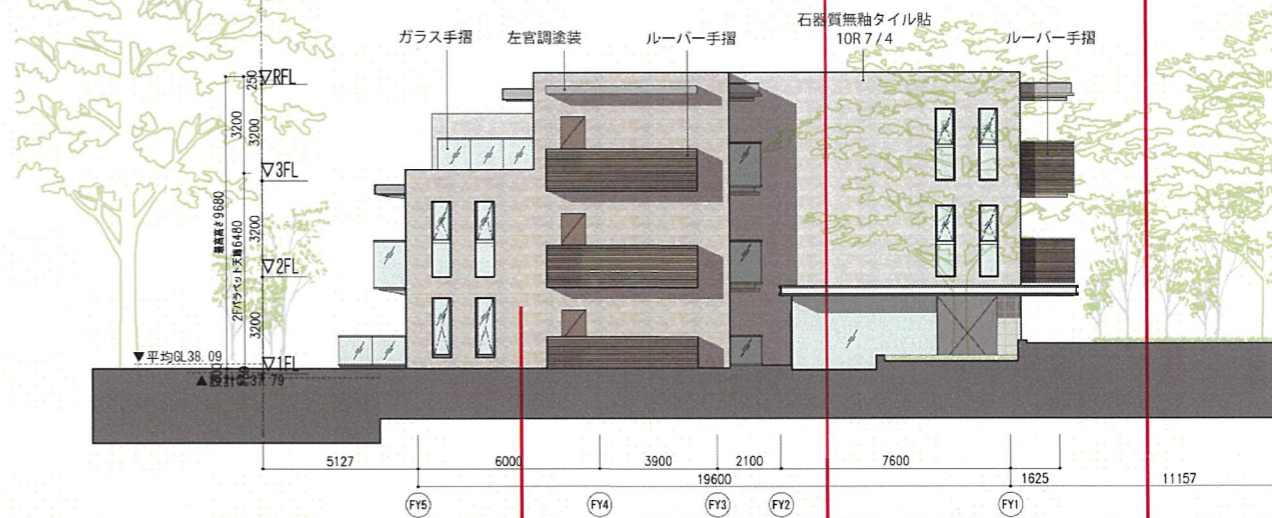 石器質無釉タイル貼
10R 7 / 4
ガラス手摺
左官調塗装
ルーバー手摺
ルーバー手摺
▽RFL
250
3200
3200
▽3FL
最高高さ9680
2Fパラペット天端6480
3200
▽2FL
3200
▼平均GL38.09
▽1FL
5127
6000
3900
2100
7600
19600
1625
11157
FY5
FY4
FY3
FY2
FY1